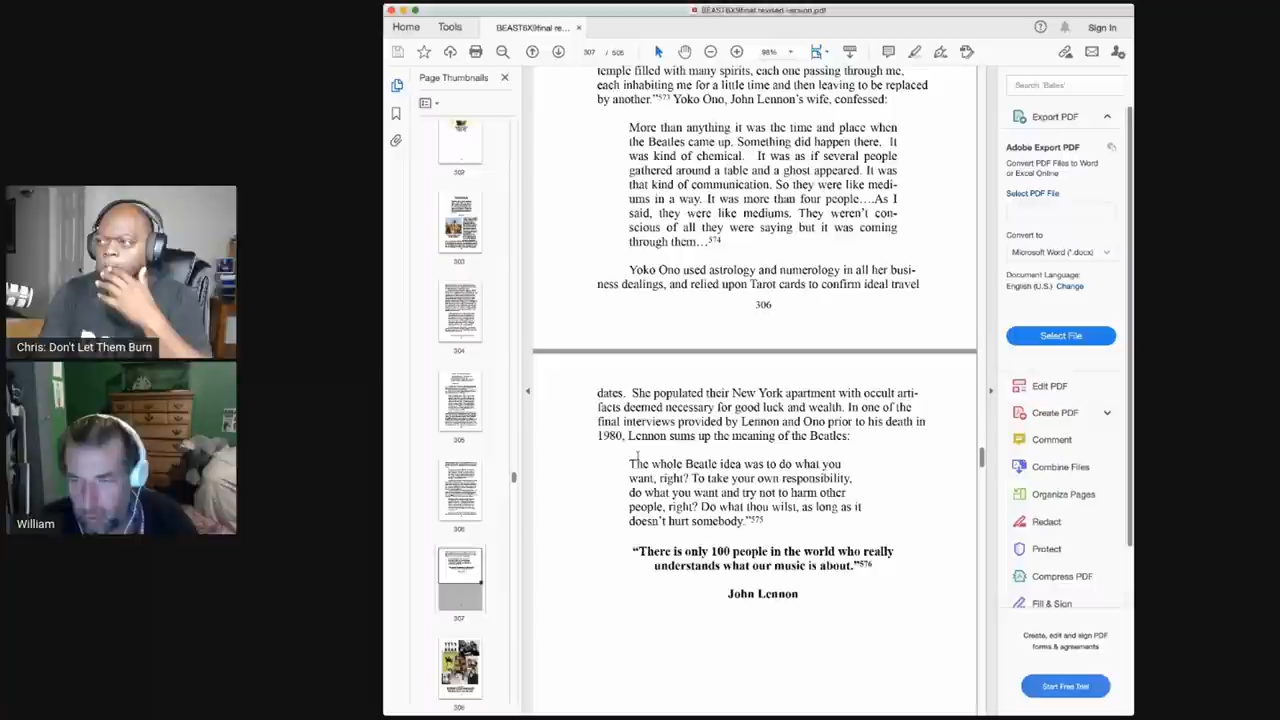 BEAST6X9final revised-version.pdf
Home
Tools
BEAST6X9final re...
Sign In
307 / 505
98%
Page Thumbnails
303
304
305
307
temple filled with many spirits, each one passing through me,
each inhabiting me for a little time and then leaving to be replaced
by another."573 Yoko Ono, John Lennon's wife, confessed:
More than anything it was the time and place when
the Beatles came up. Something did happen there. It
was kind of chemical. It was as if several people
gathered around a table and a ghost appeared. It was
that kind of communication. So they were like medi-
ums in a way. It was more than four people….As I
said, they were like mediums. They weren't con-
scious of all they were saying but it was coming
through them…574
Yoko Ono used astrology and numerology in all her busi-
ness dealings, and relied upon Tarot cards to confirm ideal travel
306
dates. She populated their New York apartment with occult arti-
facts deemed necessary for good luck and wealth. In one of the
final interviews provided by Lennon and Ono prior to his death in
1980, Lennon sums up the meaning of the Beatles:
The whole Beatle idea was to do what you
want, right? To take your own responsibility,
do what you want and try not to harm other
people, right? Do what thou wilst, as long as it
doesn't hurt somebody."575
"There is only 100 people in the world who really
understands what our music is about."576
John Lennon
Search 'Bates'
Export PDF
Adobe Export PDF
Convert PDF Files to Word
or Excel Online
Select PDF File
Convert to
Microsoft Word (*.docx)
Document Language:
English (U.S.) Change
Select File
Edit PDF
Create PDF
Comment
Combine Files
Organize Pages
Redact
Protect
Compress PDF
Fill & Sign
Create, edit and sign PDF
forms & agreements
Start Free Trial
Chris: Don't Let Them Burn
William